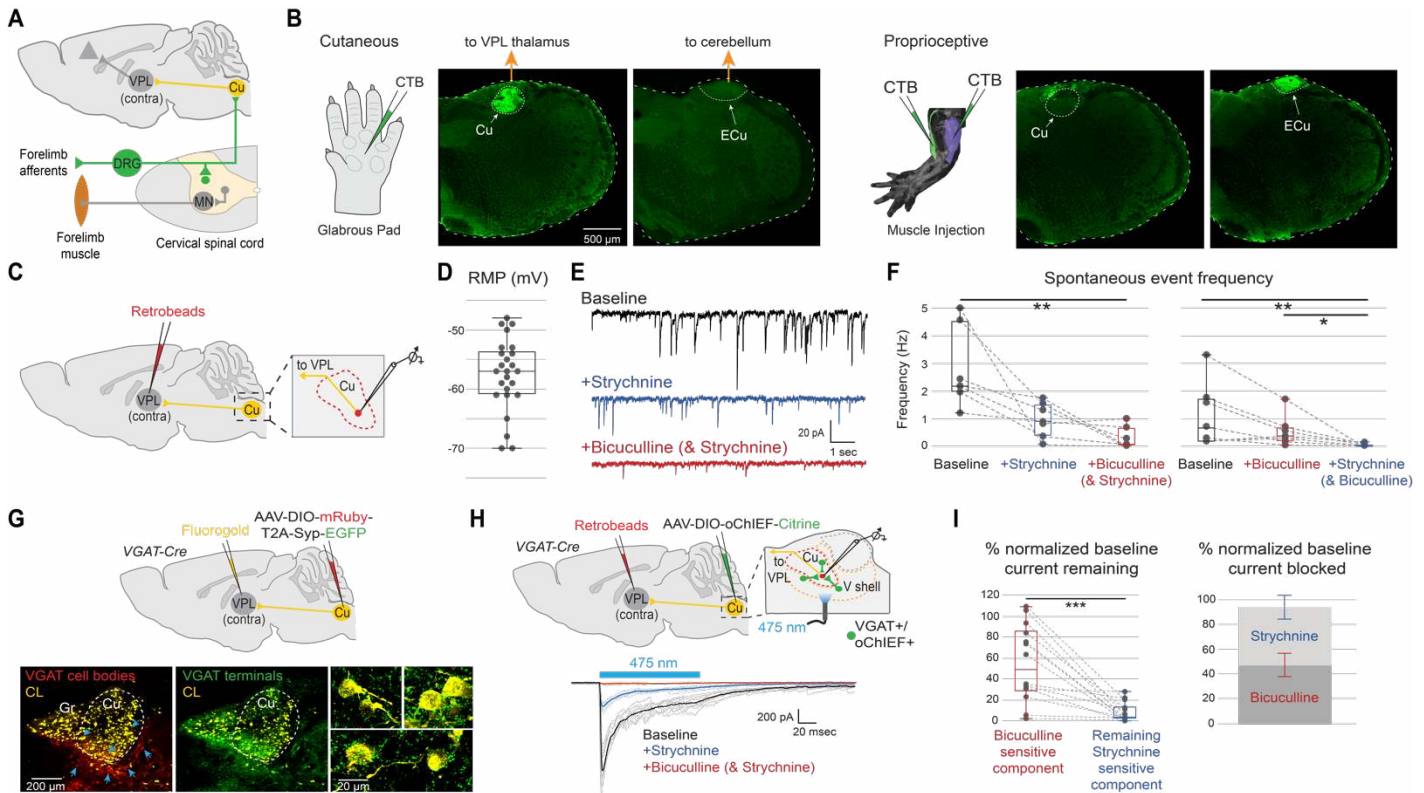 A
VPL
(contra)
Cu
Forelimb
afferents
DRG
MN
Forelimb
muscle
Cervical spinal cord
B
Cutaneous
CTB
Glabrous Pad
to VPL thalamus
Cu
500 µm
to cerebellum
ECu
Proprioceptive
CTB
CTB
Muscle Injection
Cu
ECu
C
Retrobeads
VPL
(contra)
Cu
to VPL
Cu
D
RMP (mV)
-50
-60
-70
E
Baseline
+Strychnine
20 pA
1 sec
+Bicuculline (& Strychnine)
F
Spontaneous event frequency
Frequency (Hz)
5
4
3
2
1
0
**
Baseline
+Strychnine
+Bicuculline
(& Strychnine)
**
*
Baseline
+Bicuculline
+Strychnine
(& Bicuculline)
G
VGAT-Cre
Fluorogold
AAV-DIO-mRuby-
T2A-Syp-EGFP
VPL
(contra)
Cu
VGAT cell bodies
CL
Gr
Cu
200 µm
VGAT terminals
CL
Cu
20 µm
H
VGAT-Cre
Retrobeads
AAV-DIO-oChIEF-Citrine
VPL
(contra)
Cu
Cu
to
VPL
V shell
475 nm
VGAT+/
oChIEF+
475 nm
200 pA
20 msec
Baseline
+Strychnine
+Bicuculline (& Strychnine)
I
% normalized baseline
current remaining
120
100
80
60
40
20
0
***
Bicuculline
sensitive
component
Remaining
Strychnine
sensitive
component
% normalized baseline
current blocked
100
80
60
40
20
0
Strychnine
Bicuculline